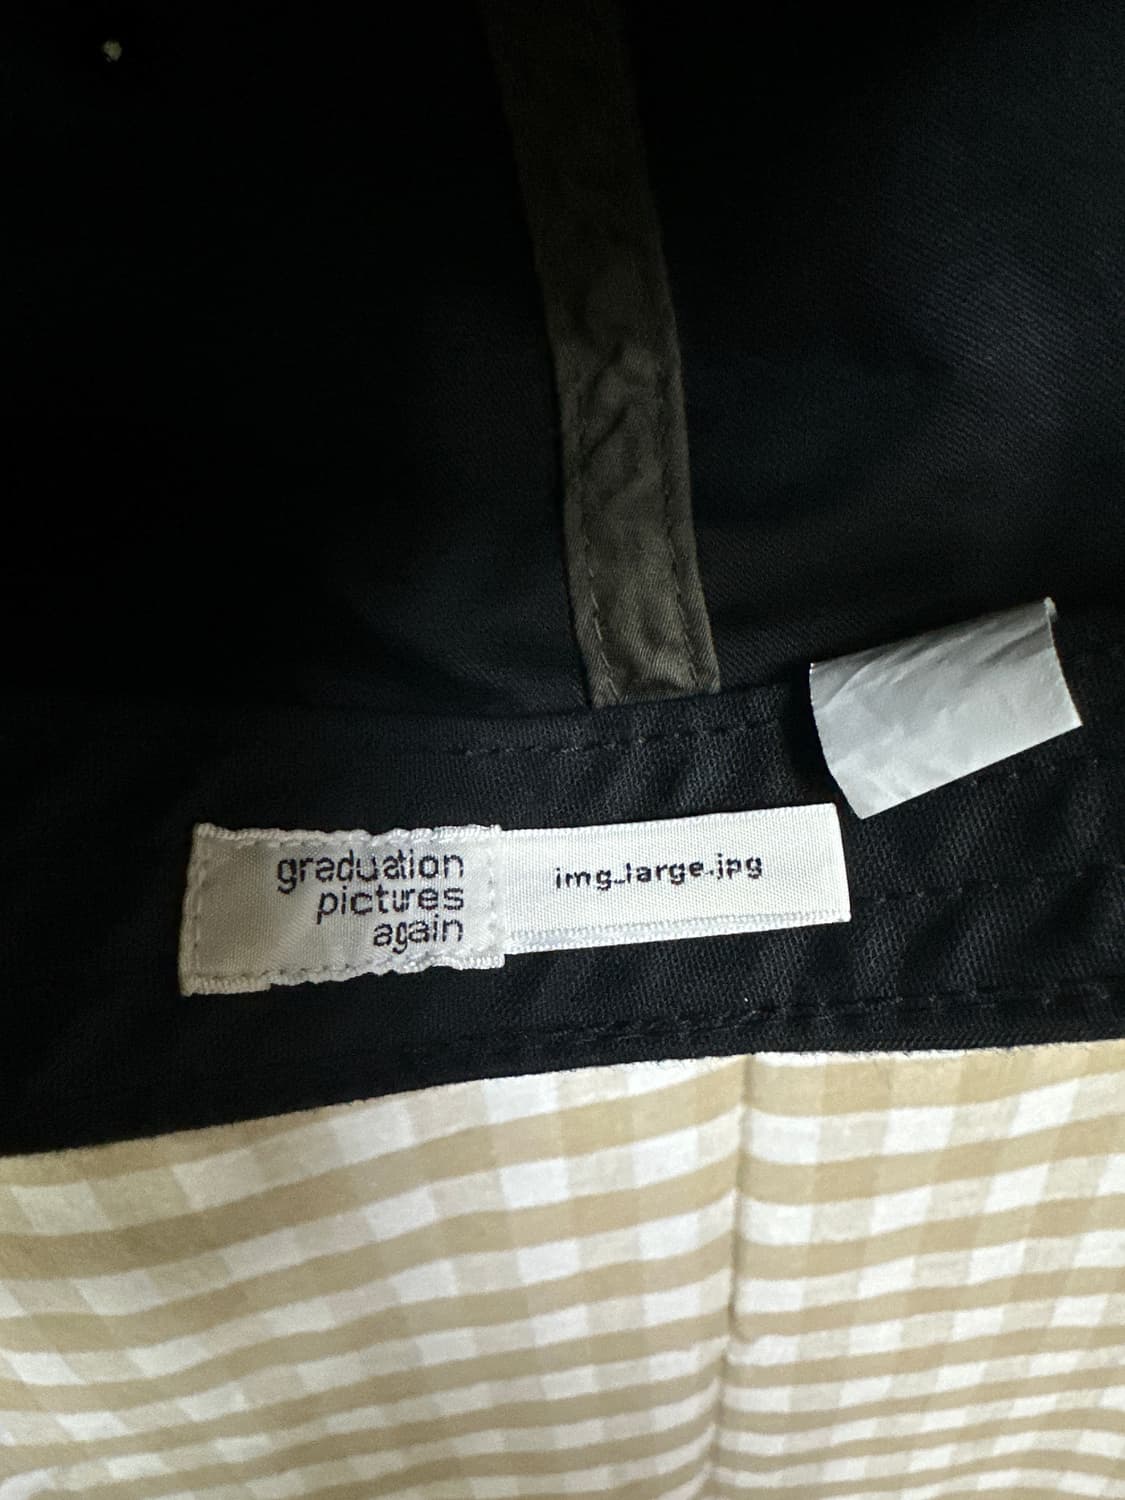 graduation
pictures
again
img_large.jpg